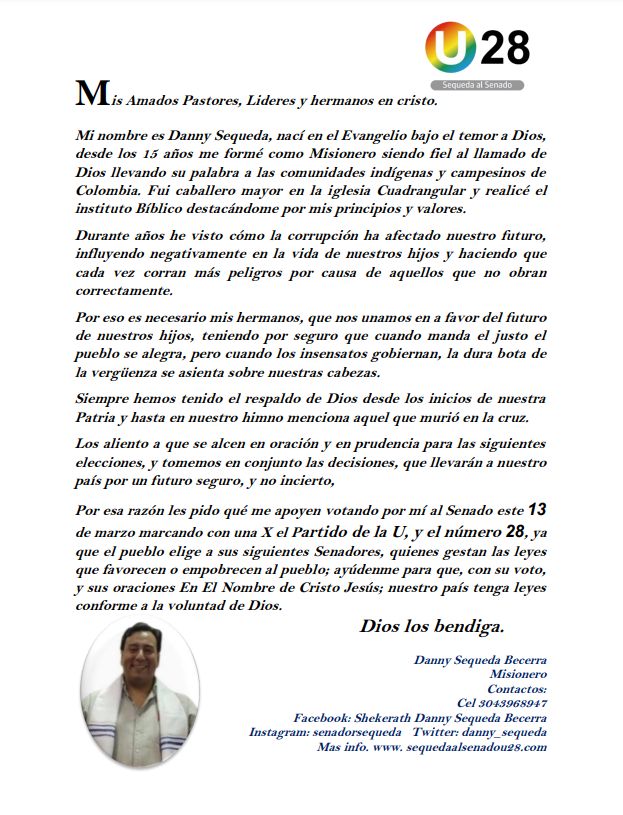 U 28
Sequeda al Senado
Mis Amados Pastores, Lideres y hermanos en cristo.
Mi nombre es Danny Sequeda, nací en el Evangelio bajo el temor a Dios,
desde los 15 años me formé como Misionero siendo fiel al llamado de
Dios llevando su palabra a las comunidades indígenas y campesinos de
Colombia. Fui caballero mayor en la iglesia Cuadrangular y realicé el
instituto Bíblico destacándome por mis principios y valores.
Durante años he visto cómo la corrupción ha afectado nuestro futuro,
influyendo negativamente en la vida de nuestros hijos y haciendo que
cada vez corran más peligros por causa de aquellos que no obran
correctamente.
Por eso es necesario mis hermanos, que nos unamos en a favor del futuro
de nuestros hijos, teniendo por seguro que cuando manda el justo el
pueblo se alegra, pero cuando los insensatos gobiernan, la dura bota de
la vergüenza se asienta sobre nuestras cabezas.
Siempre hemos tenido el respaldo de Dios desde los inicios de nuestra
Patria y hasta en nuestro himno menciona aquel que murió en la cruz.
Los aliento a que se alcen en oración y en prudencia para las siguientes
elecciones, y tomemos en conjunto las decisiones, que llevarán a nuestro
país por un futuro seguro, y no incierto,
Por esa razón les pido qué me apoyen votando por mí al Senado este 13
de marzo marcando con una X el Partido de la U, y el número 28, ya
que el pueblo elige a sus siguientes Senadores, quienes gestan las leyes
que favorecen o empobrecen al pueblo; ayúdenme para que, con su voto,
y sus oraciones En El Nombre de Cristo Jesús; nuestro país tenga leyes
conforme a la voluntad de Dios.
Dios los bendiga.
Danny Sequeda Becerra
Misionero
Contactos:
Cel 3043968947
Facebook: Shekerath Danny Sequeda Becerra
Instagram: senadorsequeda Twitter: danny_sequeda
Mas info. www. sequedaalsenadou28.com